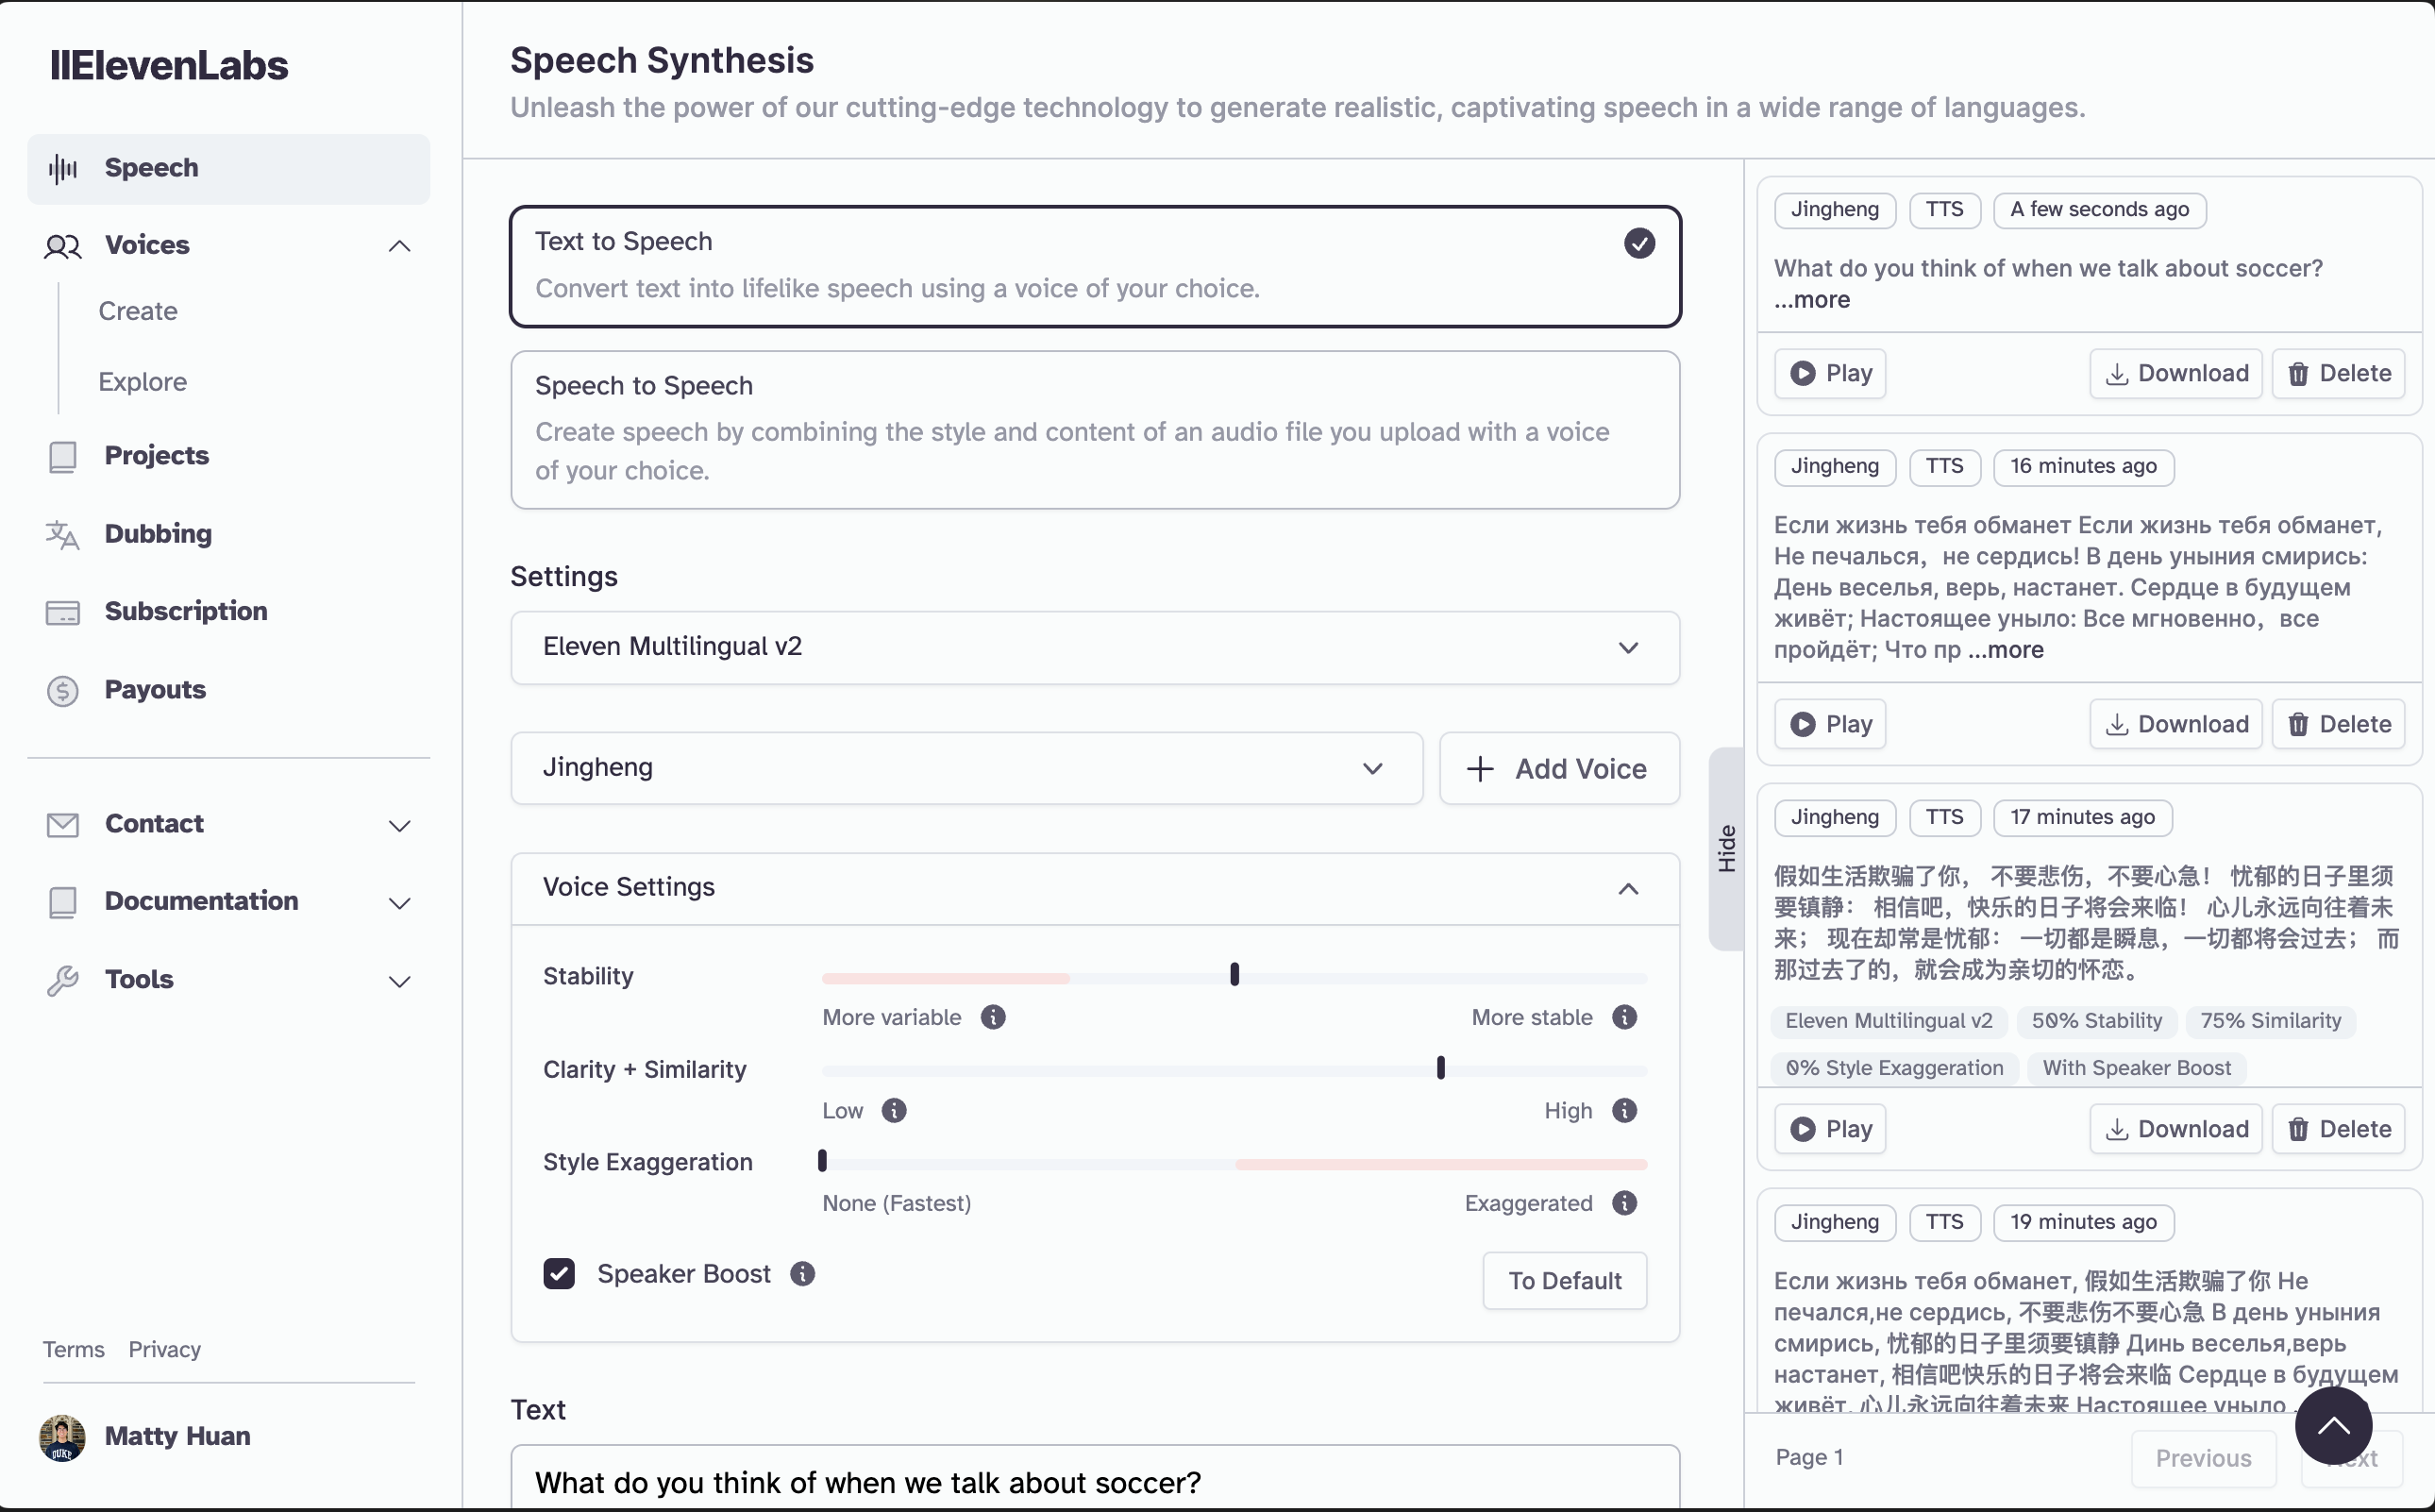 IIElevenLabs
Speech
Voices
Create
Explore
Projects
Dubbing
Subscription
Payouts
Contact
Documentation
Tools
Terms Privacy
Matty Huan
Speech Synthesis
Unleash the power of our cutting-edge technology to generate realistic, captivating speech in a wide range of languages.
Text to Speech
Convert text into lifelike speech using a voice of your choice.
Speech to Speech
Create speech by combining the style and content of an audio file you upload with a voice
of your choice.
Settings
Eleven Multilingual v2
Jingheng
Add Voice
Voice Settings
Stability
More variable More stable
Clarity + Similarity
Low High
Style Exaggeration
None (Fastest) Exaggerated
Speaker Boost
To Default
Text
What do you think of when we talk about soccer?
Hide
Jingheng TTS A few seconds ago
What do you think of when we talk about soccer?
...more
Play Download Delete
Jingheng TTS 16 minutes ago
Если жизнь тебя обманет Если жизнь тебя обманет,
Не печалься，не сердись! В день уныния смирись:
День веселья, верь, настанет. Сердце в будущем
живёт; Настоящее уныло: Все мгновенно，все
пройдёт; Что пр ...more
Play Download Delete
Jingheng TTS 17 minutes ago
假如生活欺骗了你， 不要悲伤，不要心急！ 忧郁的日子里须
要镇静： 相信吧，快乐的日子将会来临！ 心儿永远向往着未
来； 现在却常是忧郁： 一切都是瞬息，一切都将会过去； 而
那过去了的，就会成为亲切的怀恋。
Eleven Multilingual v2 50% Stability 75% Similarity
0% Style Exaggeration With Speaker Boost
Play Download Delete
Jingheng TTS 19 minutes ago
Если жизнь тебя обманет, 假如生活欺骗了你 Не
печался,не сердись, 不要悲伤不要心急 В день уныния
смирись, 忧郁的日子里须要镇静 Динь веселья,верь
настанет, 相信吧快乐的日子将会来临 Сердце в будущем
живёт, 心儿永远向往着未来 Настоящее уныло
Page 1 Previous